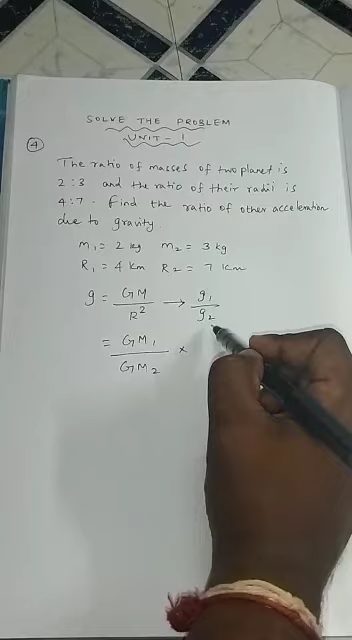 SOLVE THE PROBLEM
UNIT - 1
4
The ratio of masses of two planet is
2:3 and the ratio of their radii is
4:7. Find the ratio of other acceleration
due to gravity.
M₁ = 2 kg M₂ = 3 kg
R₁ = 4 km R₂ = 7 km
g = GM / R² → g₁ / g₂
= GM₁ / GM₂ ×